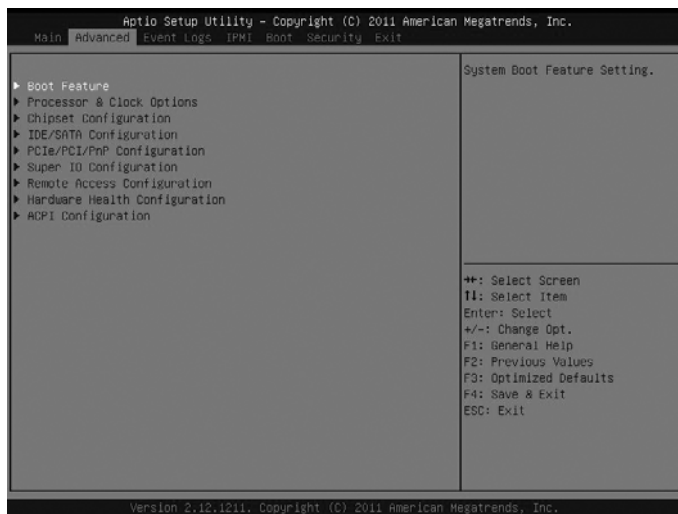 Aptio Setup Utility – Copyright (C) 2011 American Megatrends, Inc.
Main Advanced Event Logs IPMI Boot Security Exit
▶ Boot Feature
▶ Processor & Clock Options
▶ Chipset Configuration
▶ IDE/SATA Configuration
▶ PCIe/PCI/PnP Configuration
▶ Super IO Configuration
▶ Remote Access Configuration
▶ Hardware Health Configuration
▶ ACPI Configuration
System Boot Feature Setting.
→←: Select Screen
↑↓: Select Item
Enter: Select
+/-: Change Opt.
F1: General Help
F2: Previous Values
F3: Optimized Defaults
F4: Save & Exit
ESC: Exit
Version 2.12.1211. Copyright (C) 2011 American Megatrends, Inc.